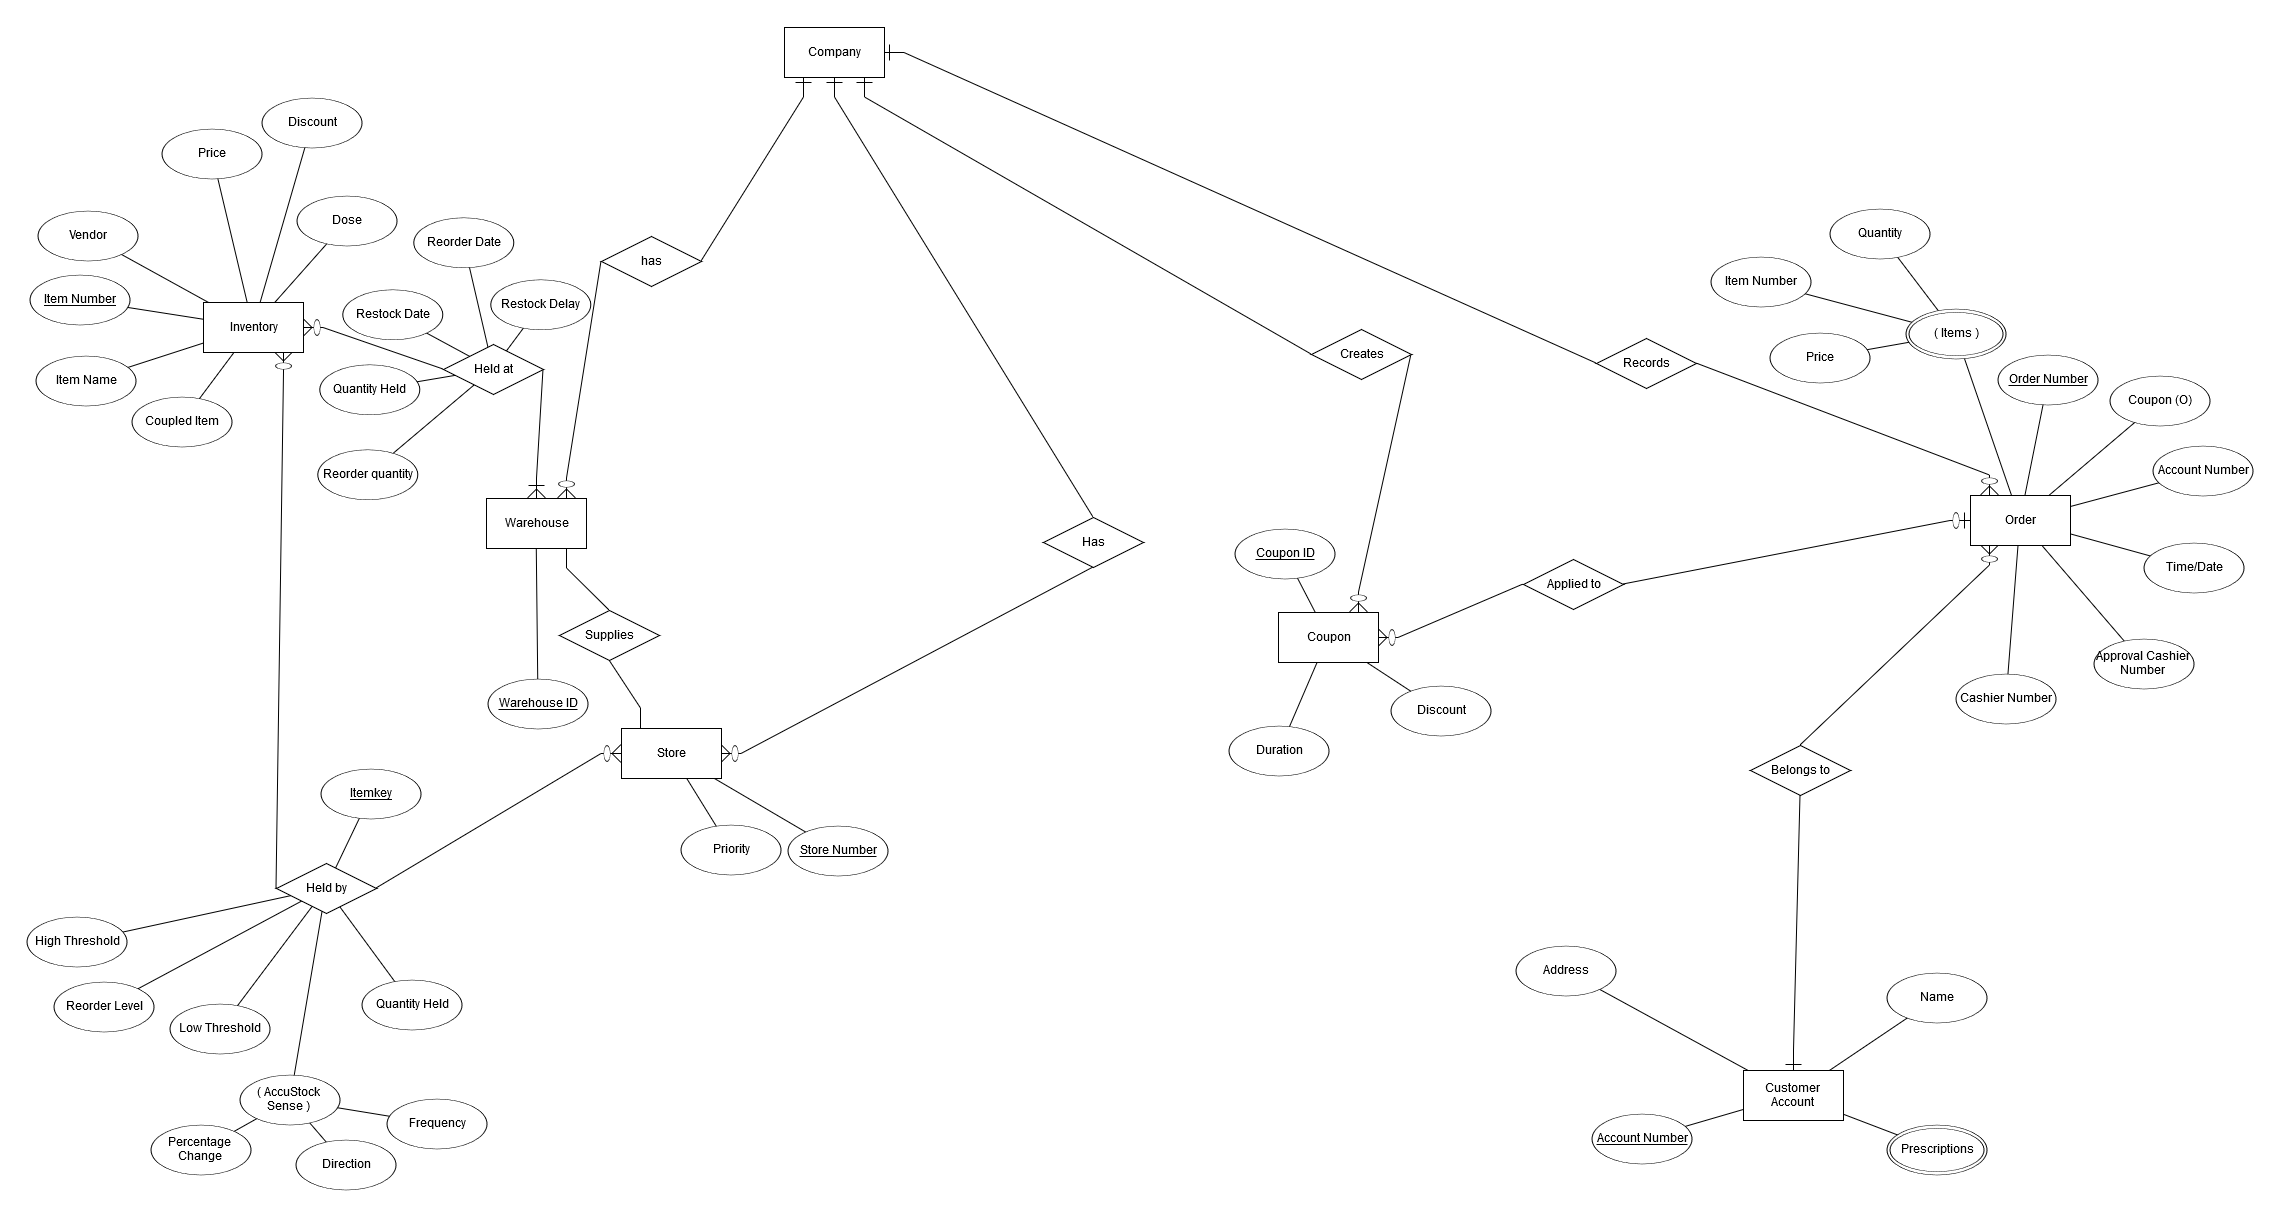 Company
Discount
Price
Dose
Vendor
Reorder Date
Quantity
has
Item Number
Item Number
Restock Delay
Restock Date
Inventory
( Items )
Creates
Price
Records
Held at
Order Number
Item Name
Quantity Held
Coupon (O)
Coupled Item
Account Number
Reorder quantity
Warehouse
Order
Has
Coupon ID
Time/Date
Applied to
Supplies
Coupon
Approval Cashier
Number
Cashier Number
Warehouse ID
Discount
Duration
Store
Belongs to
Itemkey
Priority
Store Number
Held by
High Threshold
Address
Name
Reorder Level
Quantity Held
Low Threshold
Customer
Account
( AccuStock
Sense )
Frequency
Account Number
Percentage
Change
Prescriptions
Direction